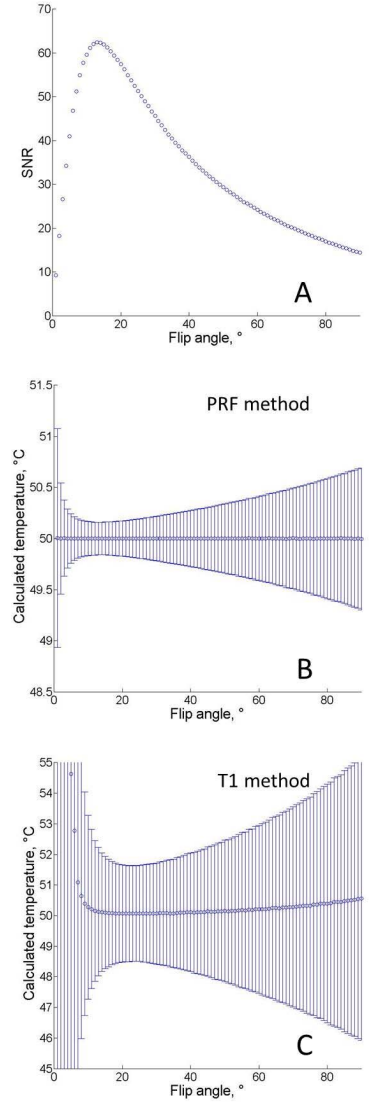 70
60
50
40
30
20
10
0
SNR
0 20 40 60 80
Flip angle, °
A
51.5
51
50.5
50
49.5
49
48.5
Calculated temperature, °C
PRF method
0 20 40 60 80
Flip angle, °
B
55
54
53
52
51
50
49
48
47
46
45
Calculated temperature, °C
T1 method
0 20 40 60 80
Flip angle, °
C